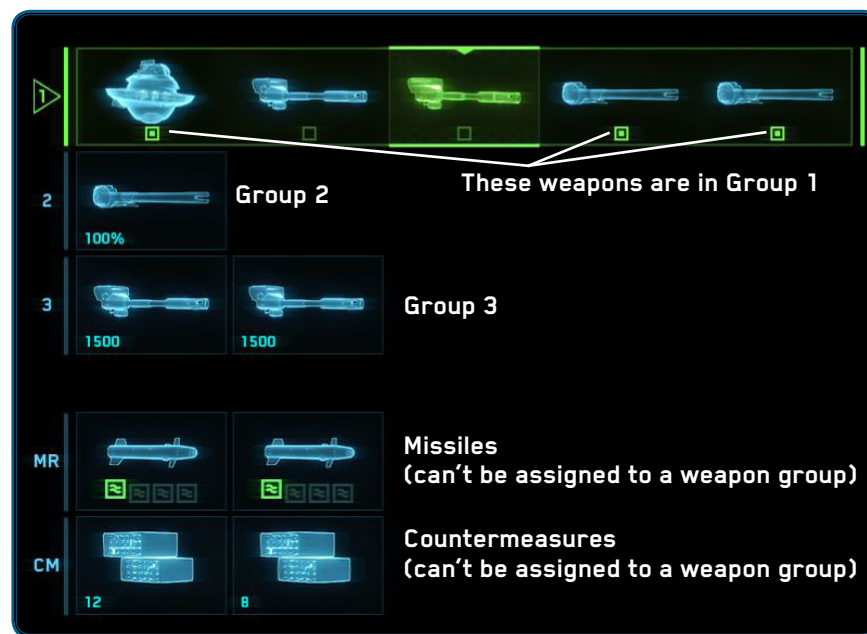 1
These weapons are in Group 1
2
Group 2
100%
3
Group 3
1500 1500
MR
Missiles
(can't be assigned to a weapon group)
CM
Countermeasures
(can't be assigned to a weapon group)
12 8